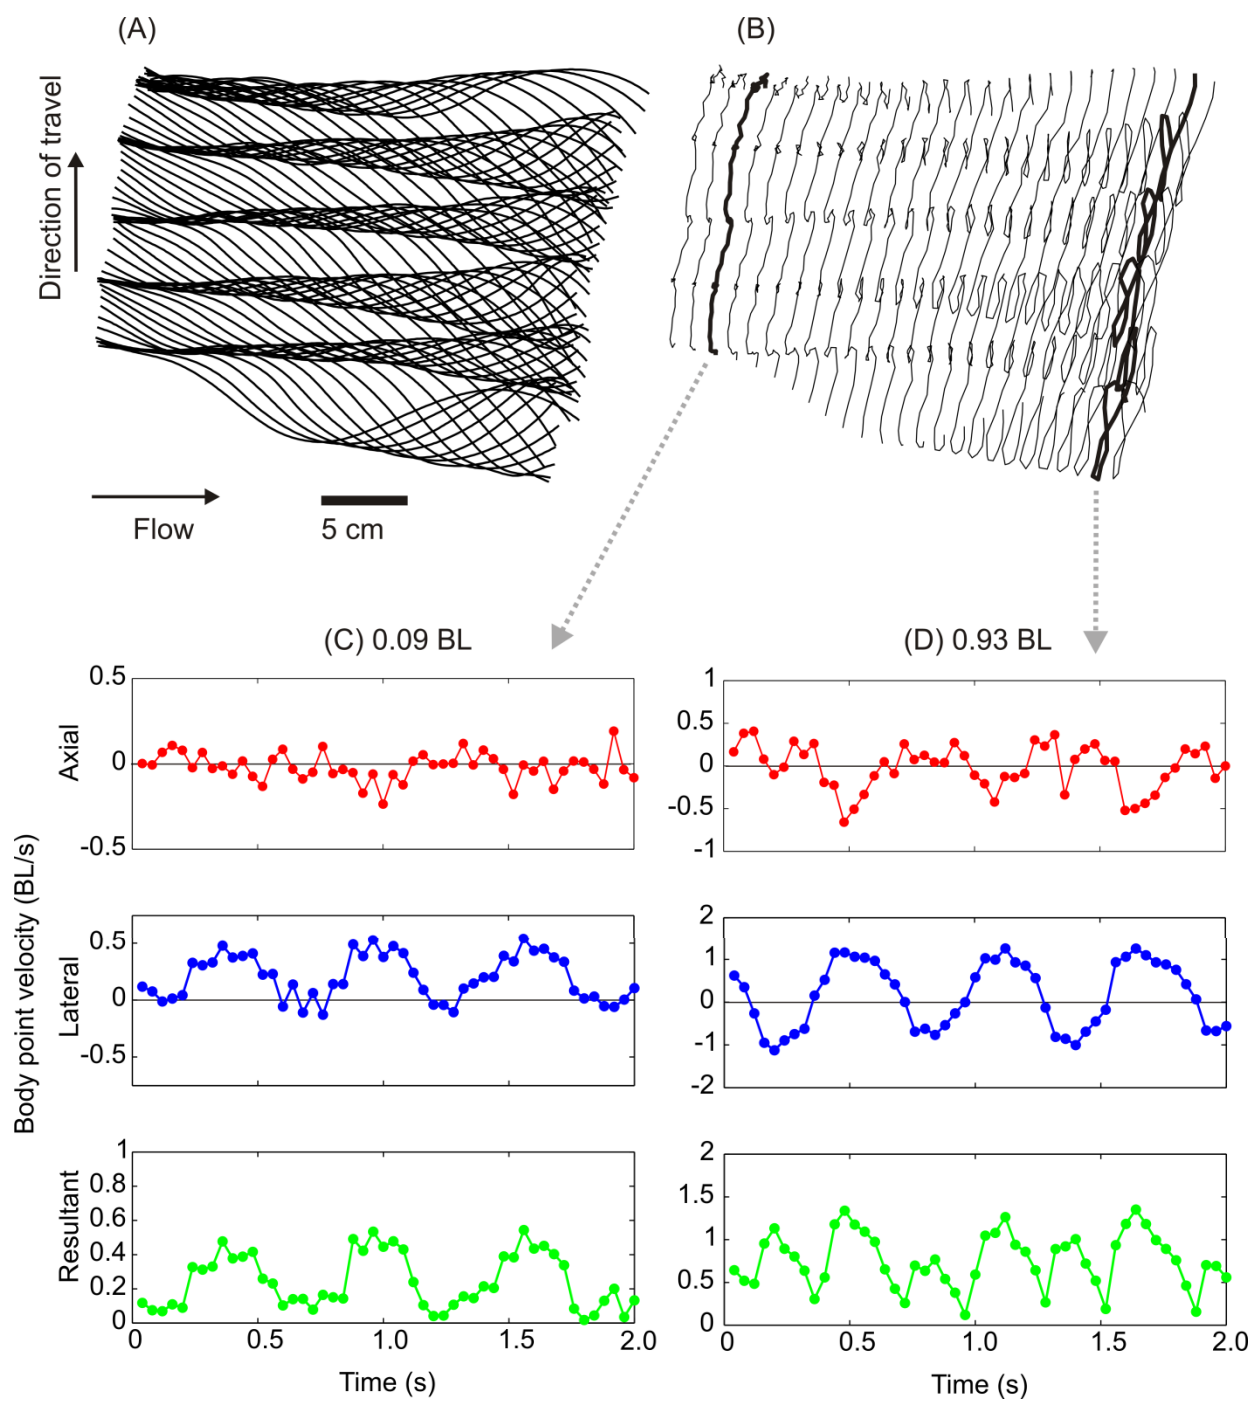 (A)
(B)
Direction of travel
Flow
5 cm
(C) 0.09 BL
(D) 0.93 BL
Body point velocity (BL/s)
Axial
0.5
0
-0.5
1
0.5
0
-0.5
-1
Lateral
0.5
0
-0.5
2
1
0
-1
-2
Resultant
1
0.8
0.6
0.4
0.2
0
2
1.5
1
0.5
0
0 0.5 1.0 1.5 2.0
0 0.5 1.0 1.5 2.0
Time (s)
Time (s)